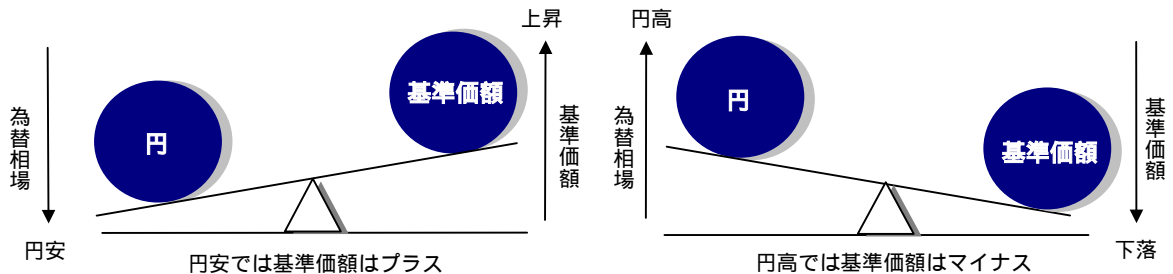 上昇
基準価額
円
為替相場
基準価額
円安
円安では基準価額はプラス
円高
円
為替相場
基準価額
基準価額
下落
円高では基準価額はマイナス